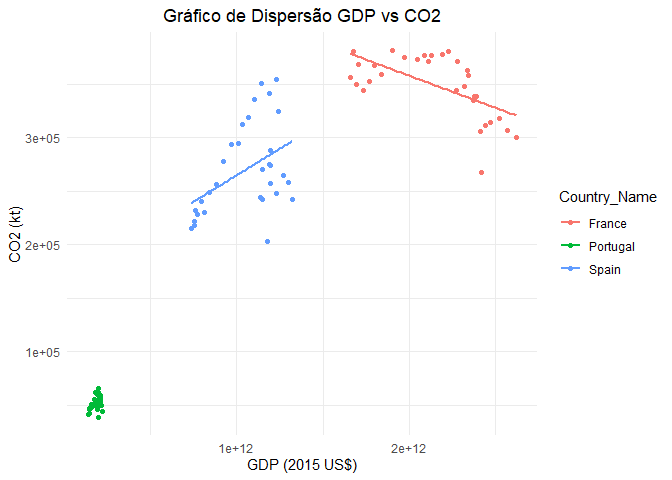 Gráfico de Dispersão GDP vs CO2
CO2 (kt)
3e+05
2e+05
1e+05
1e+12
2e+12
GDP (2015 US$)
Country_Name
France
Portugal
Spain